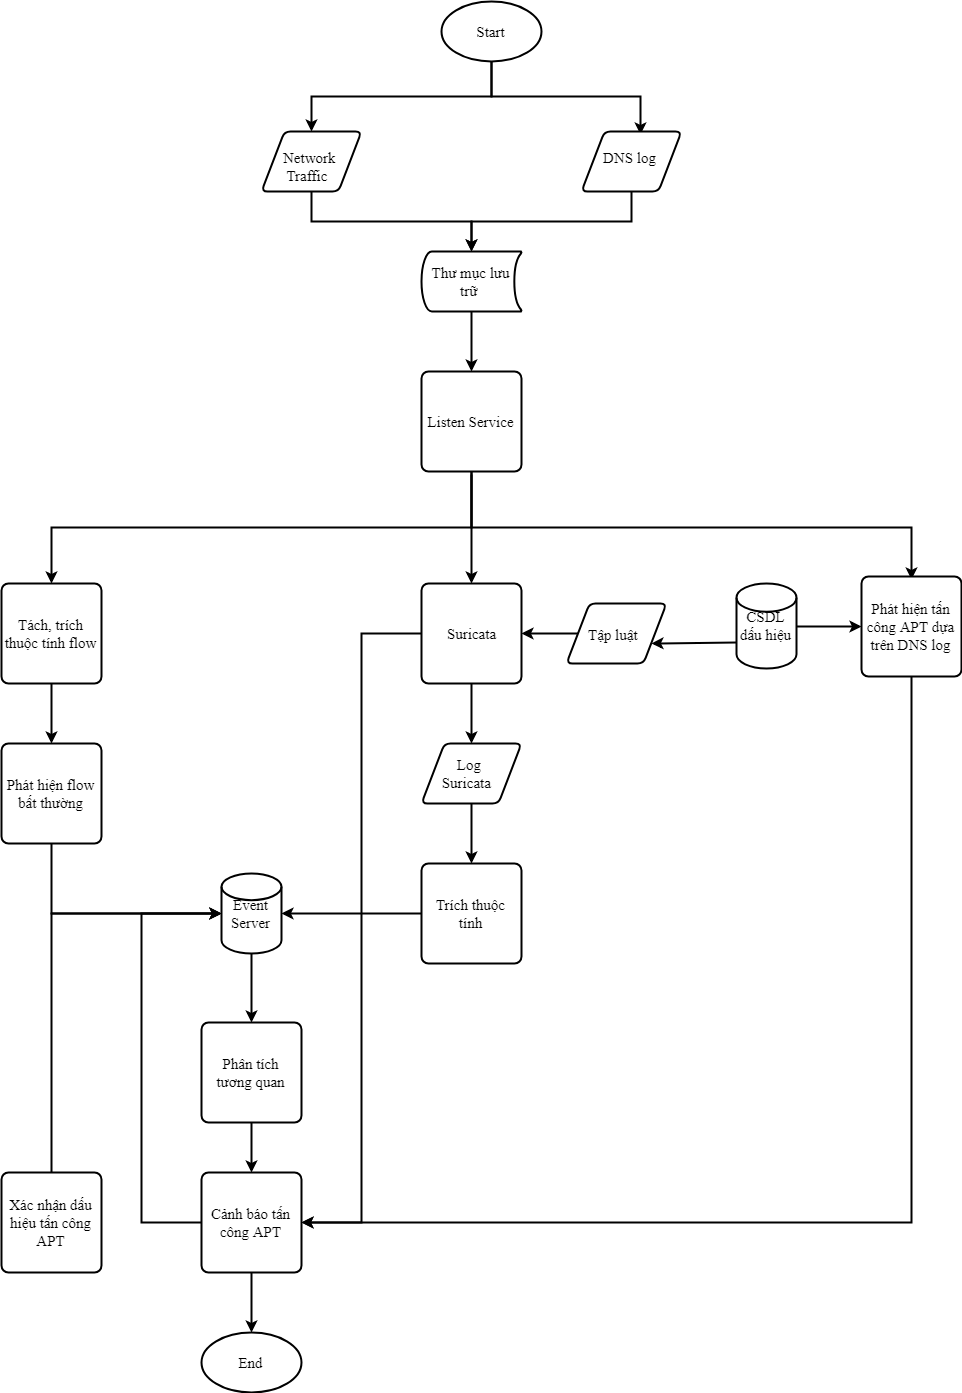 Start
Network
Traffic
DNS log
Thư mục lưu
trữ
Listen Service
Tách, trích
thuộc tính flow
Suricata
Tập luật
CSDL
dấu hiệu
Phát hiện tấn
công APT dựa
trên DNS log
Phát hiện flow
bất thường
Log
Suricata
Event
Server
Trích thuộc
tính
Phân tích
tương quan
Xác nhận dấu
hiệu tấn công
APT
Cảnh báo tấn
công APT
End